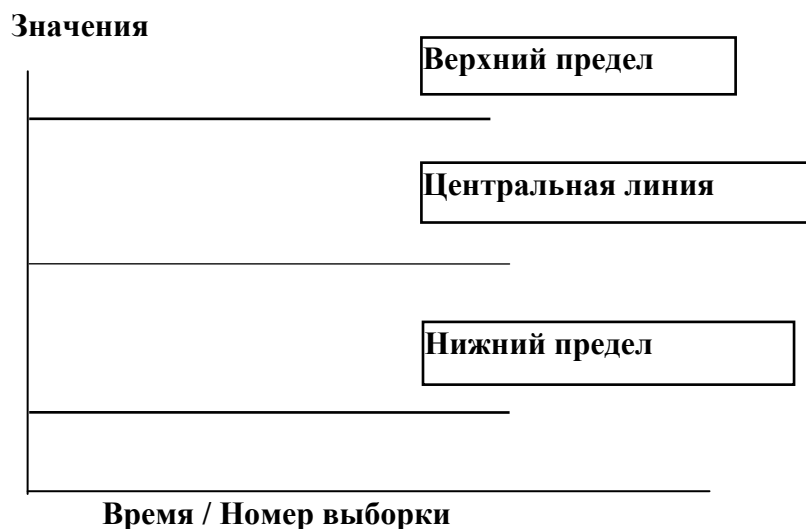 Значения
Верхний предел
Центральная линия
Нижний предел
Время / Номер выборки